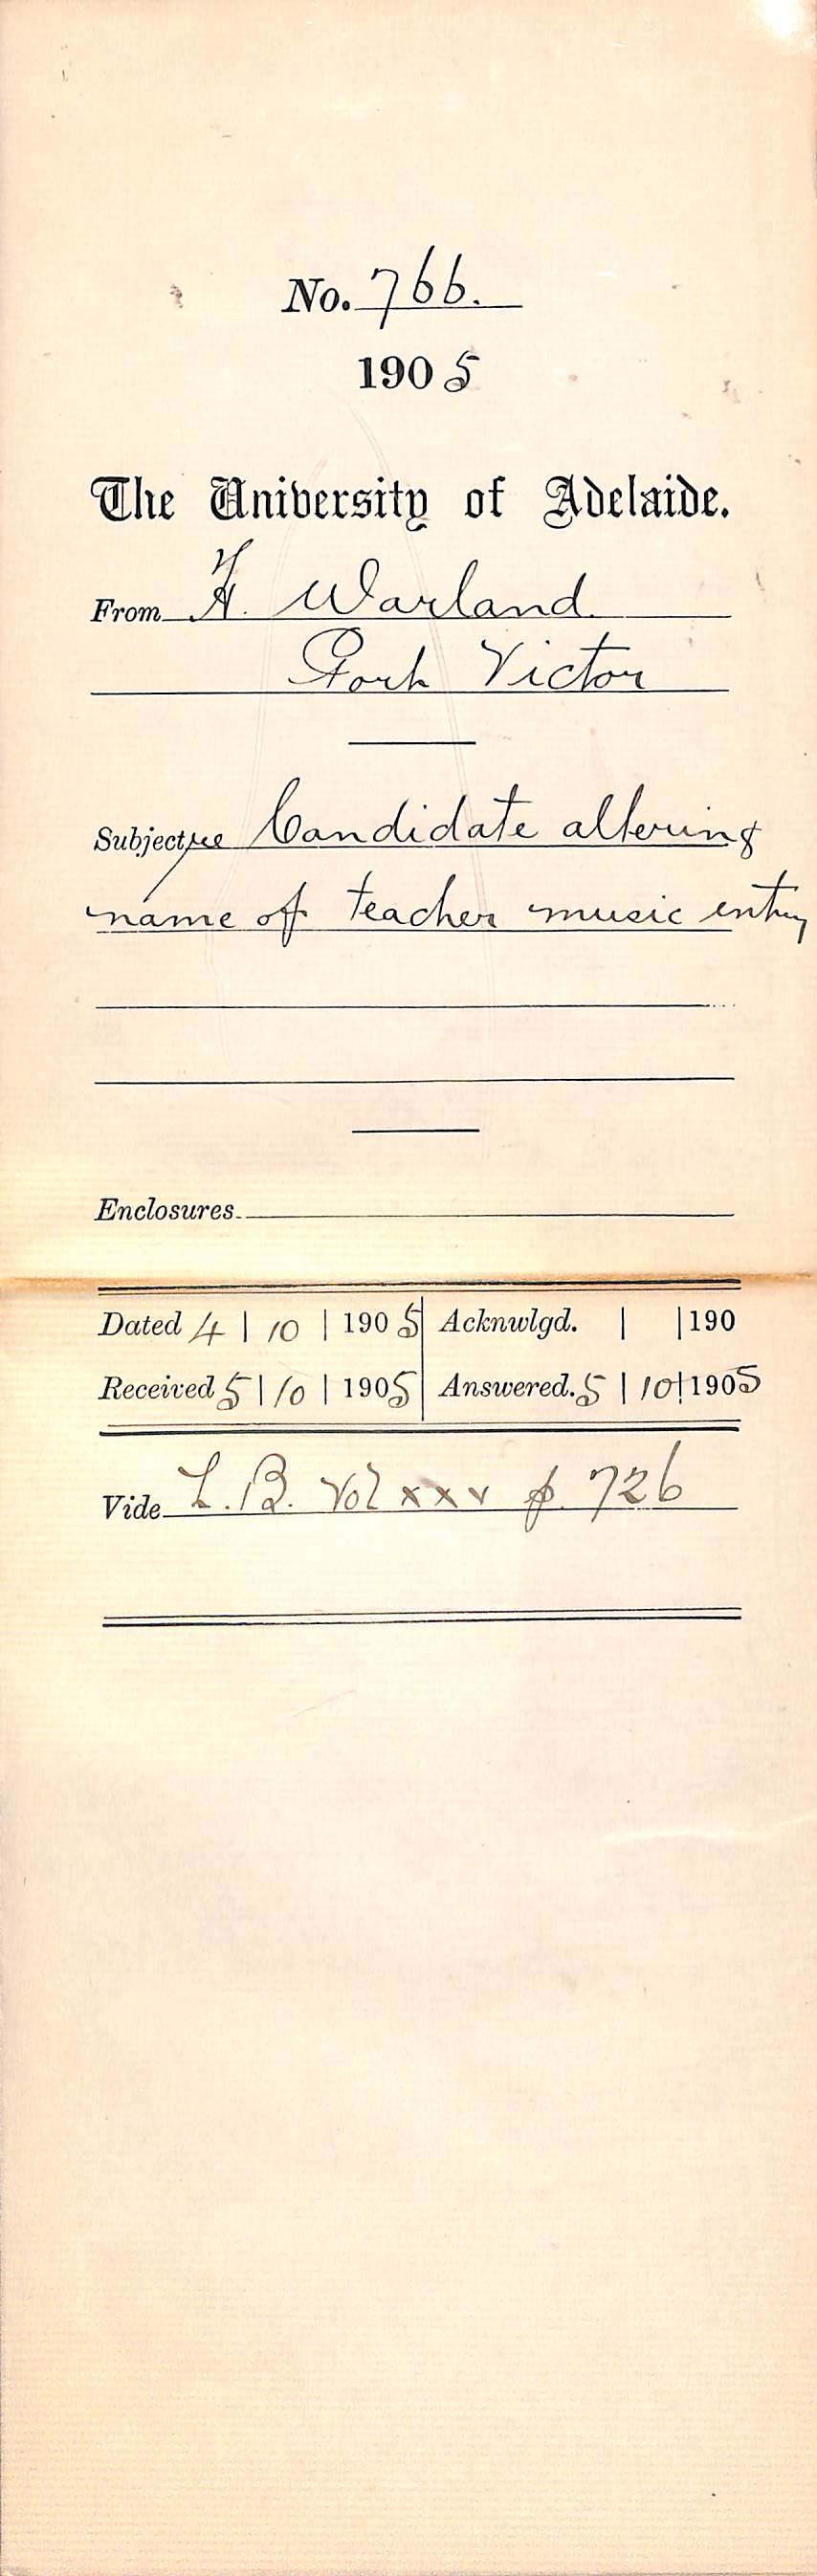 No. 766.
1905
The University of Adelaide.
From H. Warland
Port Victor
Subject re Candidate altering
name of teacher music entry
Enclosures
Dated 4 | 10 | 1905 Acknwlgd. | | 190
Received 5 | 10 | 1905 Answered. 5 | 10 | 1905
Vide L.B. Vol xxv p. 726